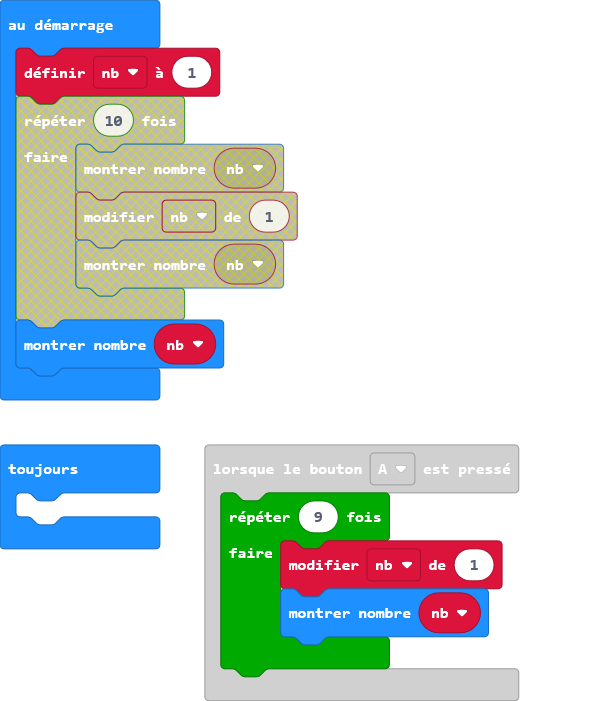 au démarrage
définir nb à 1
répéter 10 fois
faire
montrer nombre nb
modifier nb de 1
montrer nombre nb
montrer nombre nb
toujours
lorsque le bouton A est pressé
répéter 9 fois
faire
modifier nb de 1
montrer nombre nb